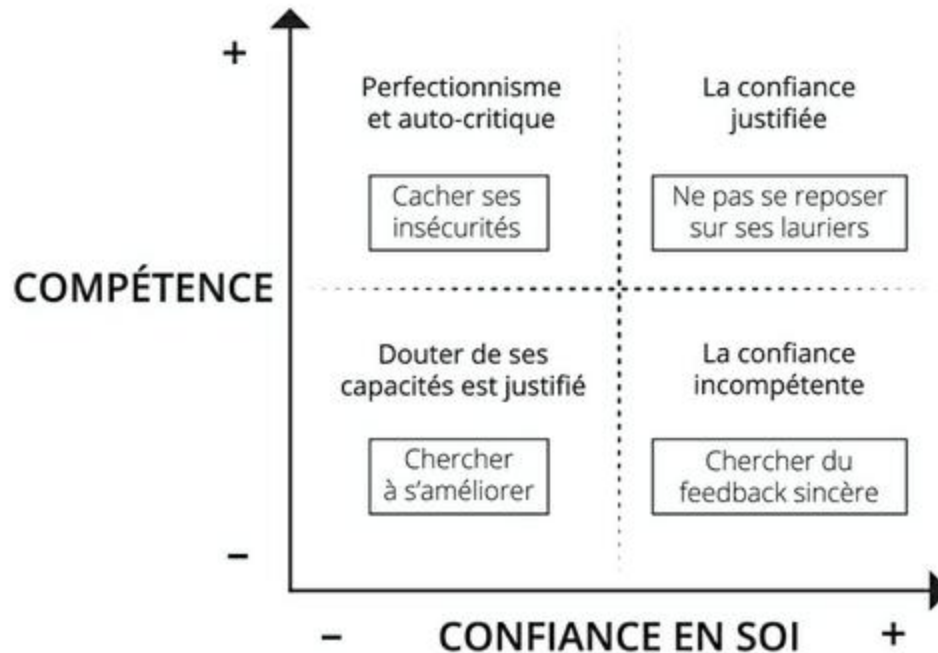 +
Perfectionnisme
et auto-critique
Cacher ses
insécurités
La confiance
justifiée
Ne pas se reposer
sur ses lauriers
COMPÉTENCE
Douter de ses
capacités est justifié
Chercher
à s’améliorer
La confiance
incompétente
Chercher du
feedback sincère
–
– CONFIANCE EN SOI +